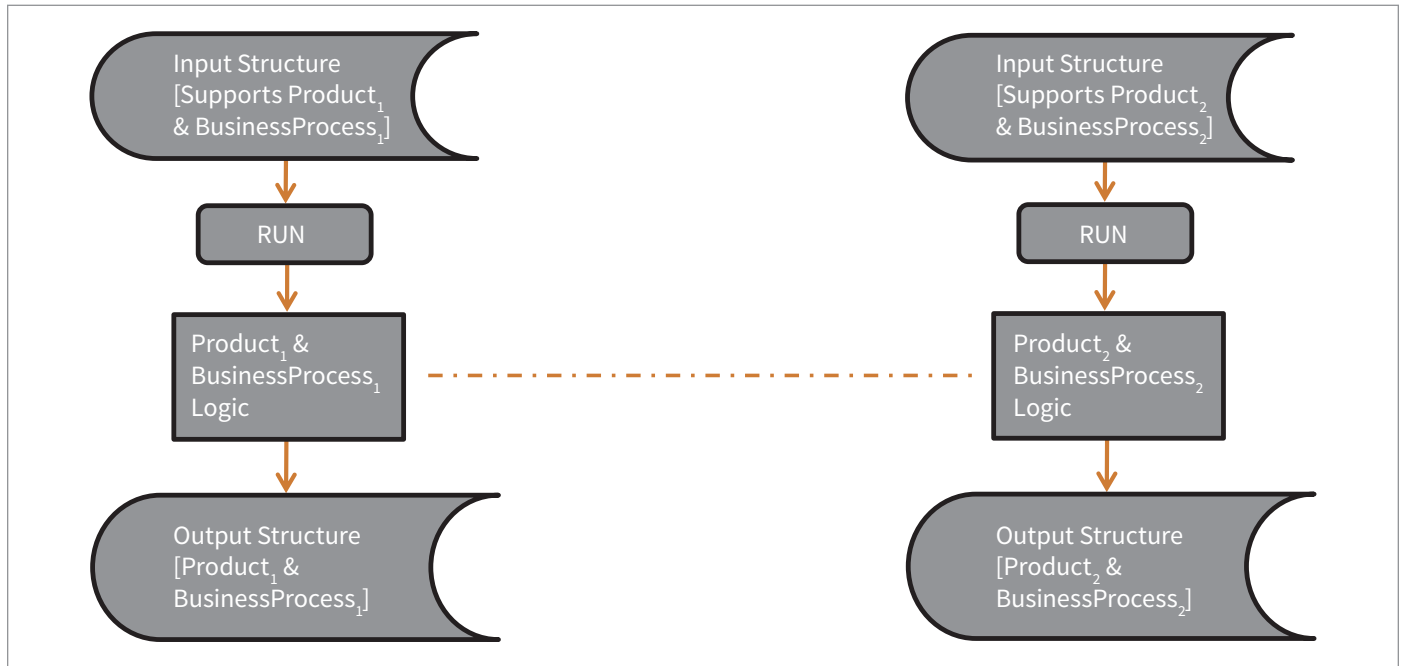 Input Structure
[Supports Product₁
& BusinessProcess₁]
RUN
Product₁ &
BusinessProcess₁
Logic
Output Structure
[Product₁ &
BusinessProcess₁]
Input Structure
[Supports Product₂
& BusinessProcess₂]
RUN
Product₂ &
BusinessProcess₂
Logic
Output Structure
[Product₂ &
BusinessProcess₂]